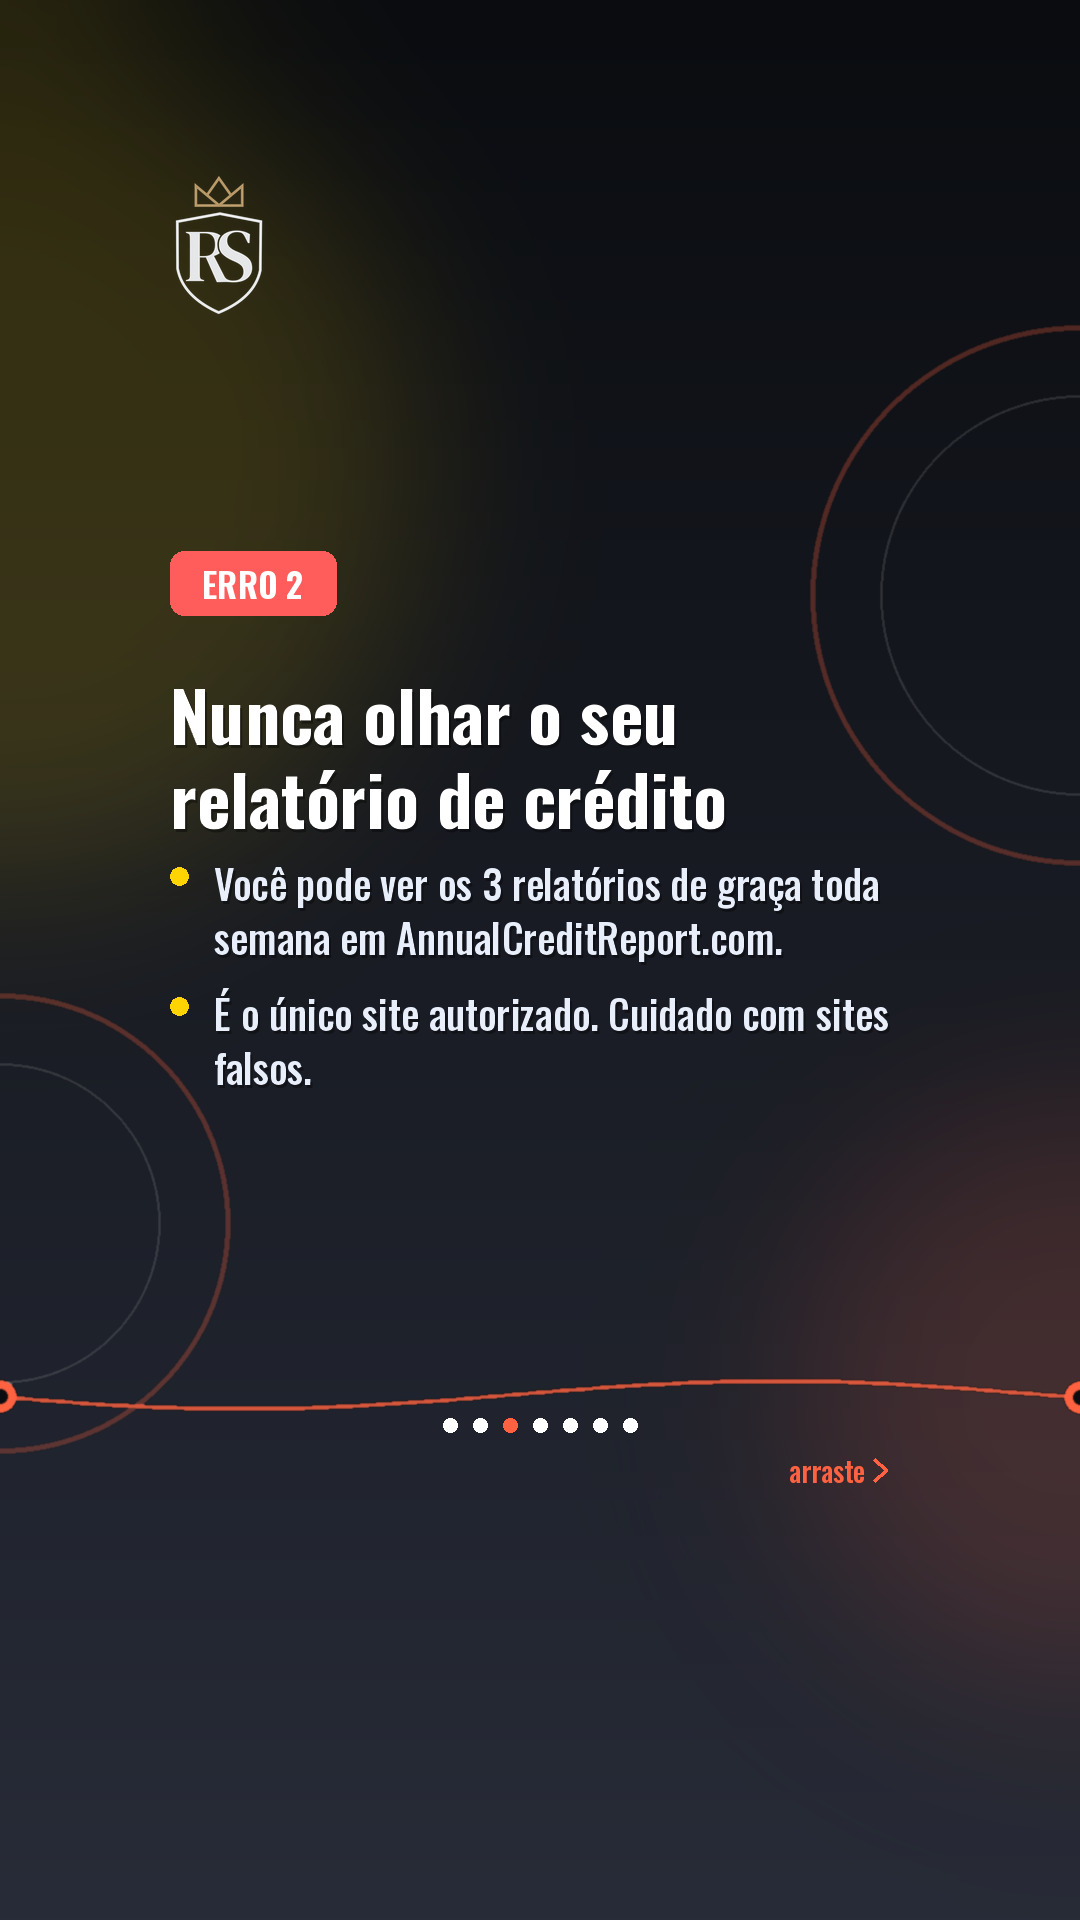 RS
ERRO 2
Nunca olhar o seu
relatório de crédito
Você pode ver os 3 relatórios de graça toda
semana em AnnualCreditReport.com.
É o único site autorizado. Cuidado com sites
falsos.
arraste >